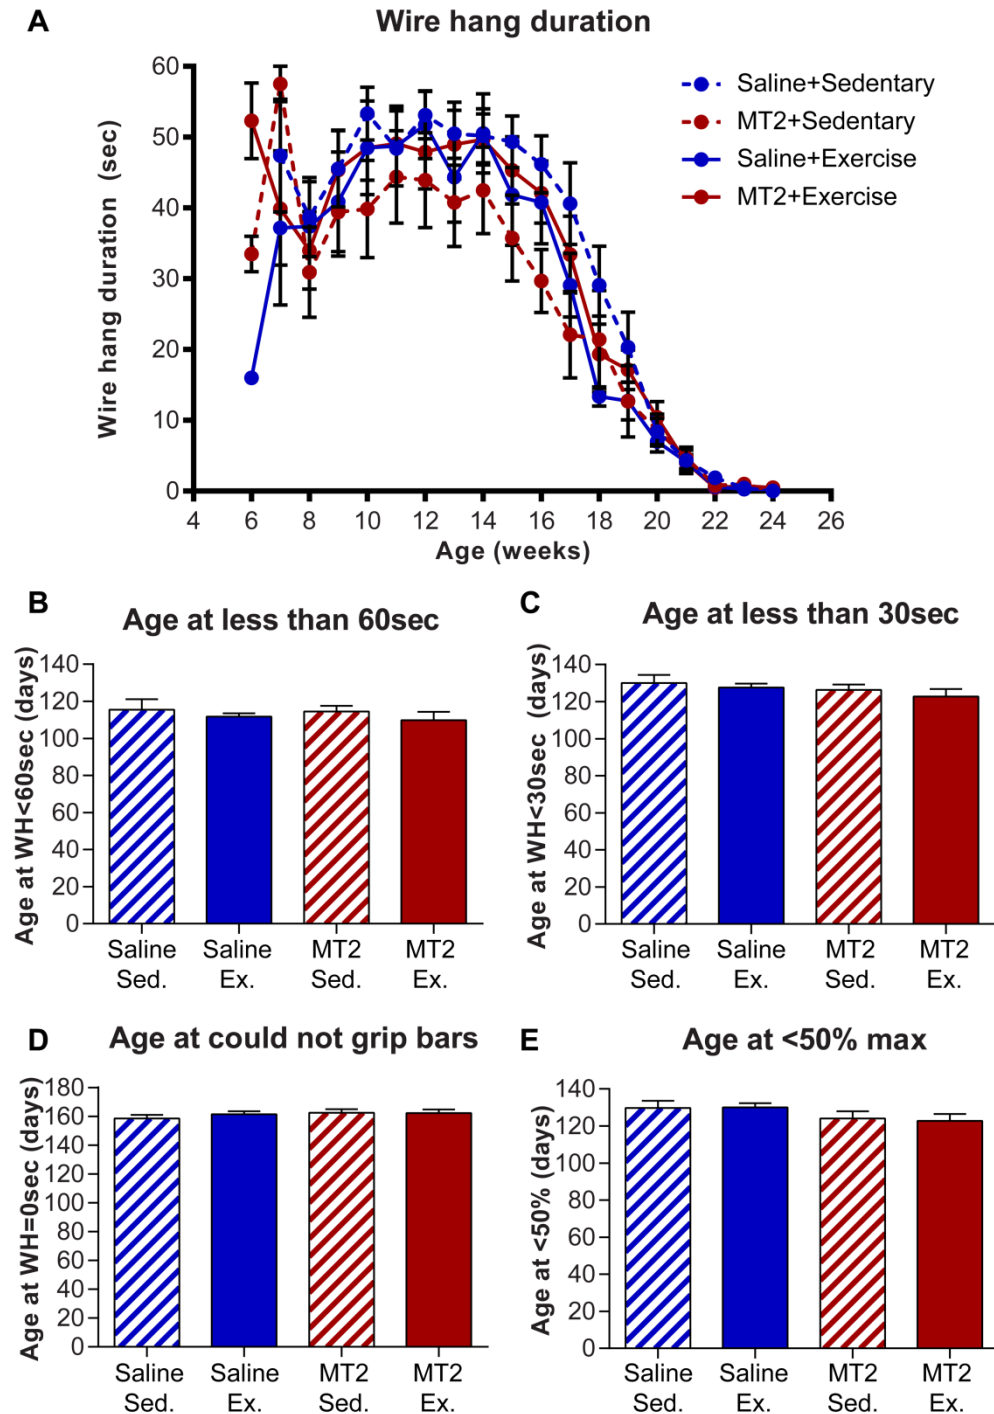 A
Wire hang duration
Wire hang duration (sec)
60
50
40
30
20
10
0
4 6 8 10 12 14 16 18 20 22 24 26
Age (weeks)
Saline+Sedentary
MT2+Sedentary
Saline+Exercise
MT2+Exercise
B
Age at less than 60sec
Age at WH<60sec (days)
140
120
100
80
60
40
20
0
Saline Saline MT2 MT2
Sed. Ex. Sed. Ex.
C
Age at less than 30sec
Age at WH<30sec (days)
140
120
100
80
60
40
20
0
Saline Saline MT2 MT2
Sed. Ex. Sed. Ex.
D
Age at could not grip bars
Age at WH=0sec (days)
180
160
140
120
100
80
60
40
20
0
Saline Saline MT2 MT2
Sed. Ex. Sed. Ex.
E
Age at <50% max
Age at <50% (days)
140
120
100
80
60
40
20
0
Saline Saline MT2 MT2
Sed. Ex. Sed. Ex.